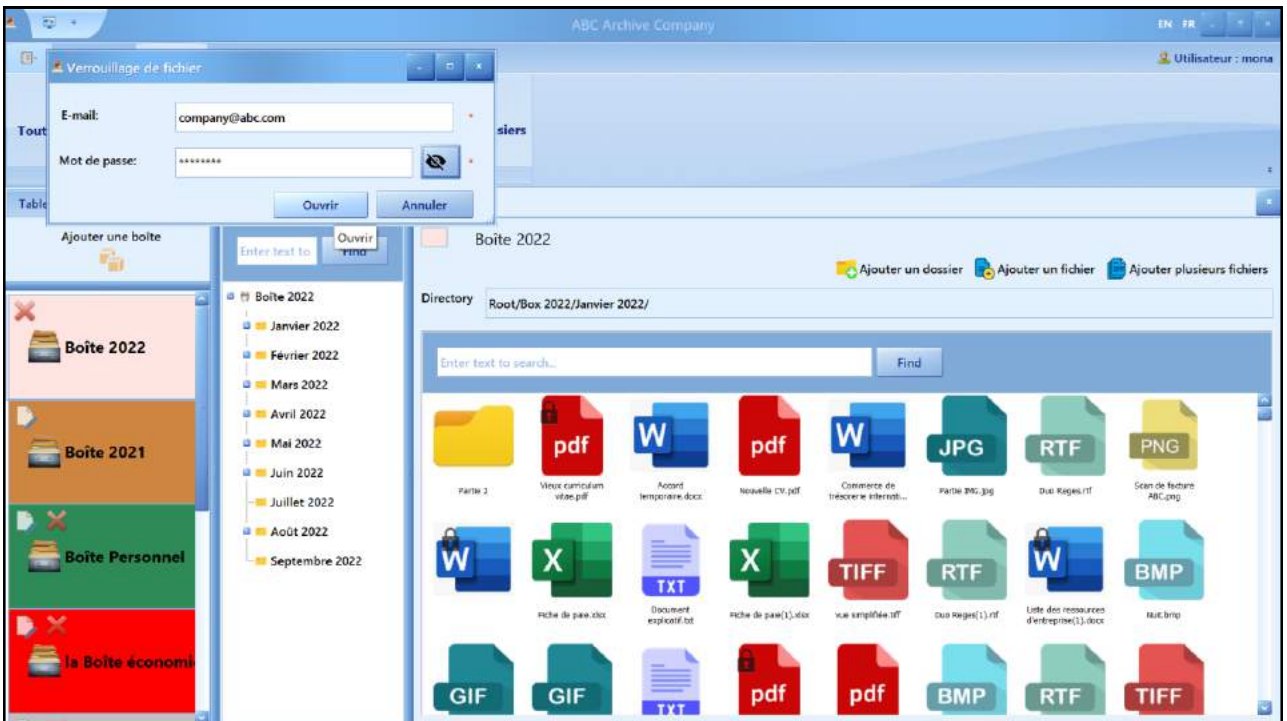 ABC Archive Company
EN FR
Utilisateur : mona
Verrouillage de fichier
E-mail:
company@abc.com
*
Tout
siers
Mot de passe:
********
*
Ouvrir
Annuler
Table
Ouvrir
Ajouter une boîte
Enter text to
Find
Boîte 2022
Ajouter un dossier
Ajouter un fichier
Ajouter plusieurs fichiers
Directory
Root/Box 2022/Janvier 2022/
Boîte 2022
Boîte 2021
Boîte Personnel
la Boîte économi
Boîte 2022
Janvier 2022
Février 2022
Mars 2022
Avril 2022
Mai 2022
Juin 2022
Juillet 2022
Août 2022
Septembre 2022
Enter text to search...
Find
pdf
W
pdf
W
JPG
RTF
PNG
Partie 2
Vieux curriculum
vitae.pdf
Accord
temporaire.docx
Nouvelle CV.pdf
Commerce de
trésorerie internati...
Partie IMG.jpg
Duo Reges.rtf
Scan de facture
ABC.png
W
X
TXT
X
TIFF
RTF
W
BMP
Fiche de paie.xlsx
Document
explicatif.txt
Fiche de paie(1).xlsx
vue simplifiée.tiff
Duo Reges(1).rtf
Liste des ressources
d'entreprise(1).docx
Nuit.bmp
GIF
GIF
TXT
pdf
pdf
BMP
RTF
TIFF